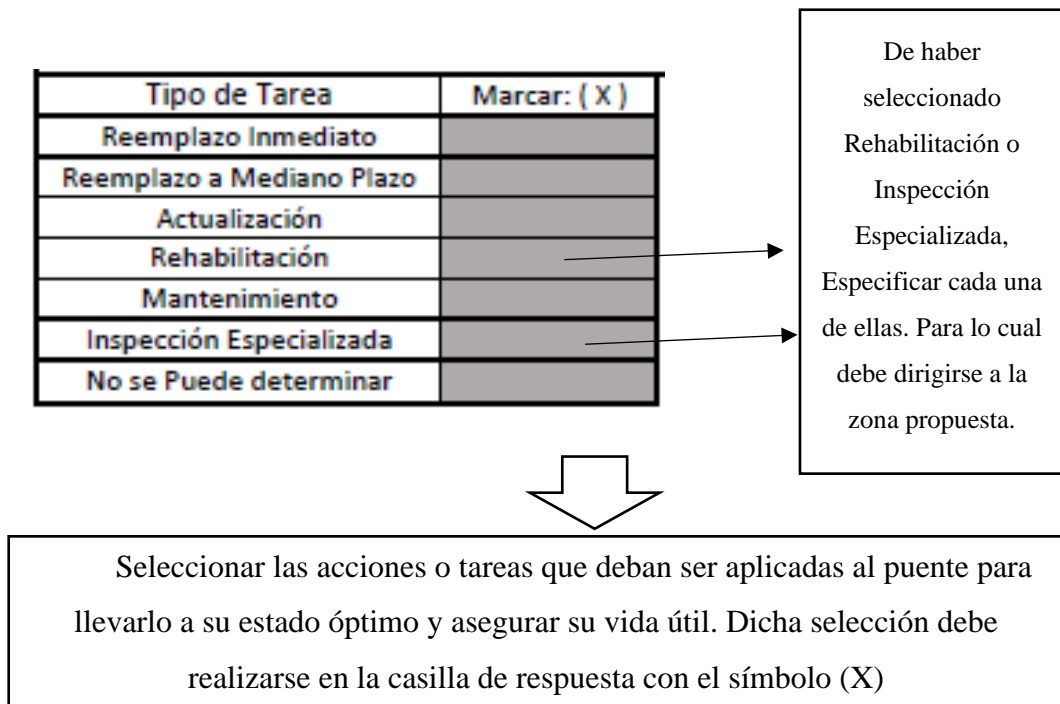 Tipo de Tarea Marcar: ( X )
Reemplazo Inmediato
Reemplazo a Mediano Plazo
Actualización
Rehabilitación
Mantenimiento
Inspección Especializada
No se Puede determinar
De haber
seleccionado
Rehabilitación o
Inspección
Especializada,
Especificar cada una
de ellas. Para lo cual
debe dirigirse a la
zona propuesta.
Seleccionar las acciones o tareas que deban ser aplicadas al puente para
llevarlo a su estado óptimo y asegurar su vida útil. Dicha selección debe
realizarse en la casilla de respuesta con el símbolo (X)